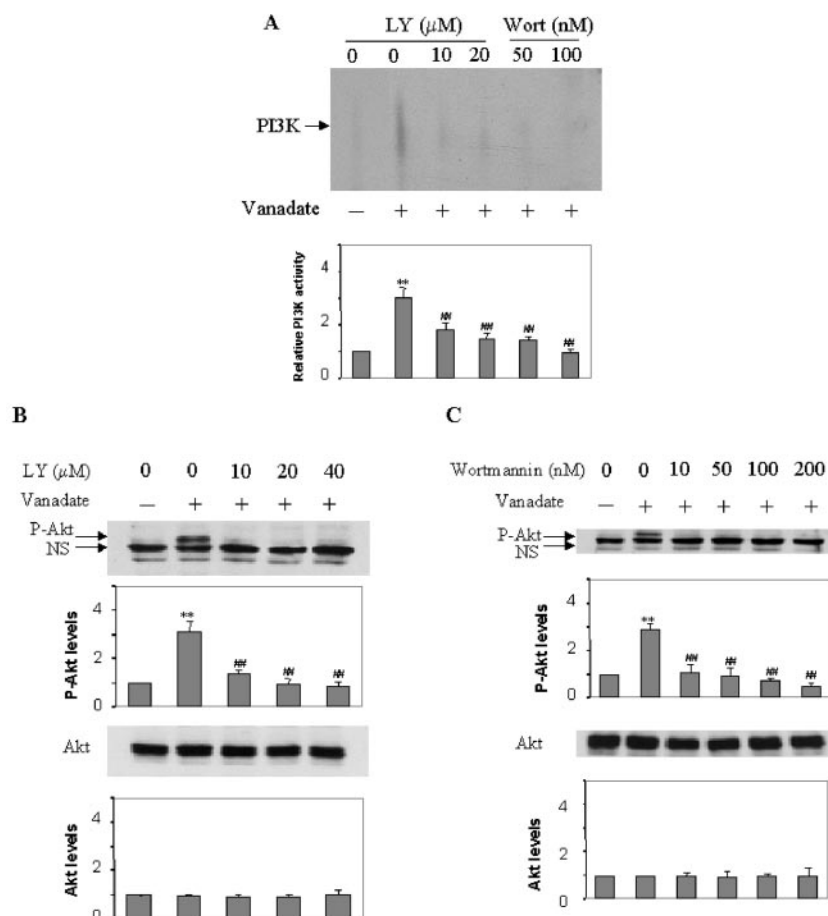 A
LY (µM) Wort (nM)
0 0 10 20 50 100
PI3K
Vanadate — + + + + +
Relative PI3K activity
4
2
0
**
##
##
##
##
B
LY (µM) 0 0 10 20 40
Vanadate — + + + +
P-Akt
NS
P-Akt levels
4
2
0
**
##
##
##
Akt
Akt levels
4
2
0
C
Wortmannin (nM) 0 0 10 50 100 200
Vanadate — + + + + +
P-Akt
NS
P-Akt levels
4
2
0
**
##
##
##
##
Akt
Akt levels
4
2
0